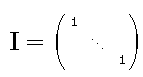 I = ( 1 ⋱ 1 )